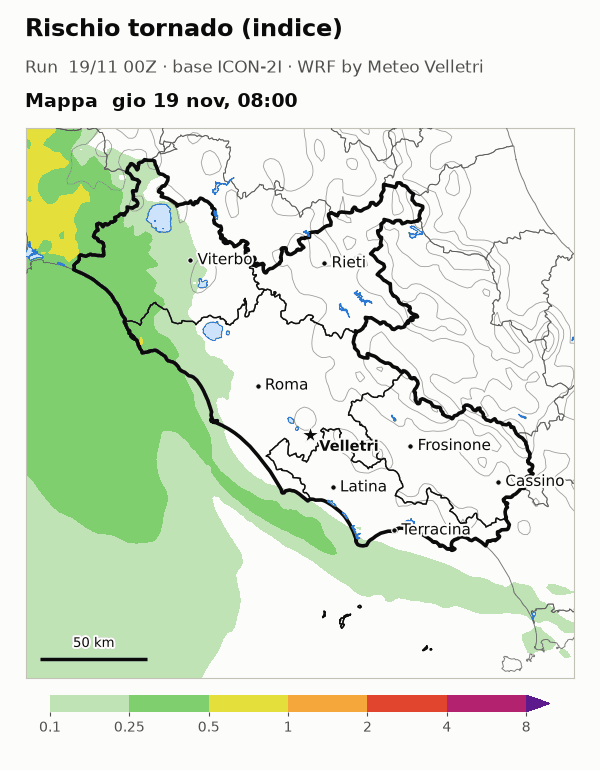 Rischio tornado (indice)
Run  19/11 00Z · base ICON-2I · WRF by Meteo Velletri
Mappa  gio 19 nov, 08:00
Viterbo
Rieti
Roma
Velletri
Frosinone
Latina
Cassino
Terracina
50 km
0.1 0.25 0.5 1 2 4 8